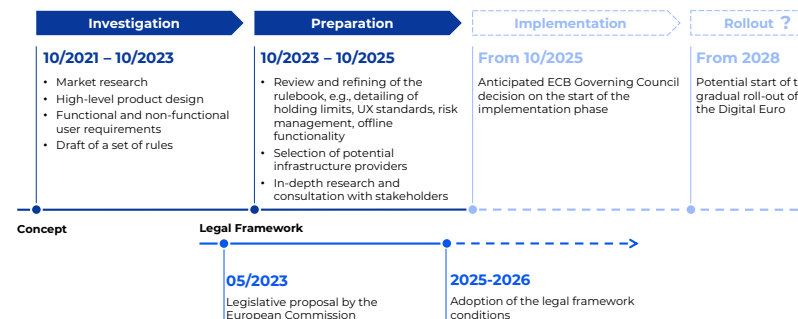 Investigation
Preparation
Implementation
Rollout ?
10/2021 – 10/2023
• Market research
• High-level product design
• Functional and non-functional
user requirements
• Draft of a set of rules
10/2023 – 10/2025
• Review and refining of the
rulebook, e.g., detailing of
holding limits, UX standards, risk
management, offline
functionality
• Selection of potential
infrastructure providers
• In-depth research and
consultation with stakeholders
From 10/2025
Anticipated ECB Governing Council
decision on the start of the
implementation phase
From 2028
Potential start of
gradual roll-out of
the Digital Euro
Concept
Legal Framework
05/2023
Legislative proposal by the
European Commission
2025-2026
Adoption of the legal framework
conditions